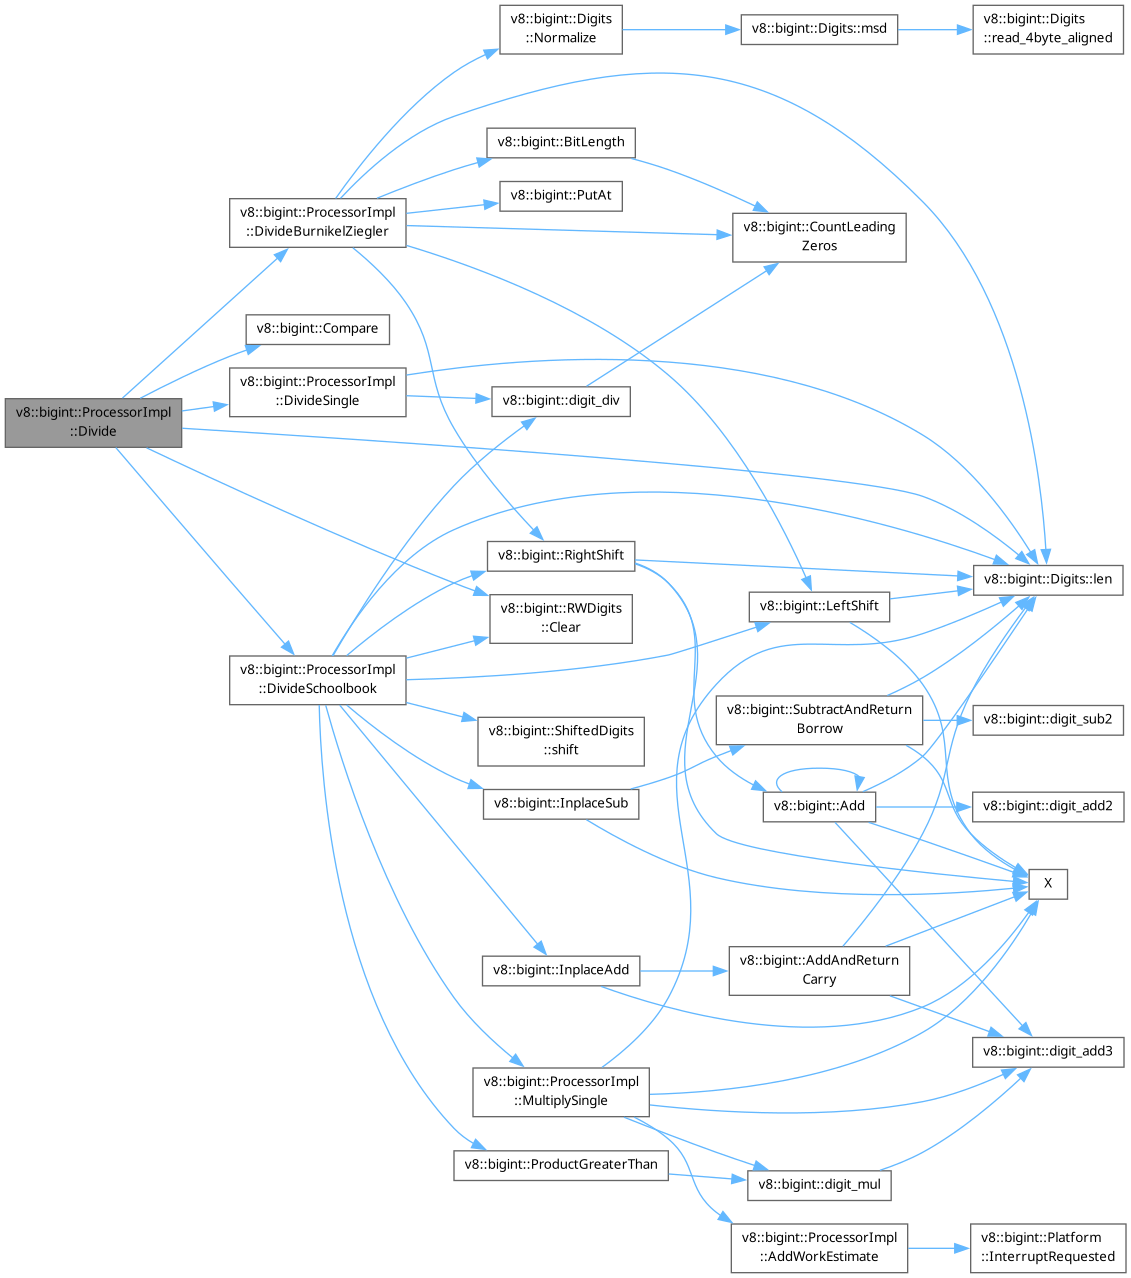 v8::bigint::Digits
::Normalize
v8::bigint::Digits::msd
v8::bigint::Digits
::read_4byte_aligned
v8::bigint::BitLength
v8::bigint::PutAt
v8::bigint::ProcessorImpl
::DivideBurnikelZiegler
v8::bigint::CountLeading
Zeros
v8::bigint::Compare
v8::bigint::ProcessorImpl
::DivideSingle
v8::bigint::digit_div
v8::bigint::ProcessorImpl
::Divide
v8::bigint::RightShift
v8::bigint::Digits::len
v8::bigint::LeftShift
v8::bigint::RWDigits
::Clear
v8::bigint::ProcessorImpl
::DivideSchoolbook
v8::bigint::SubtractAndReturn
Borrow
v8::bigint::digit_sub2
v8::bigint::ShiftedDigits
::shift
v8::bigint::InplaceSub
v8::bigint::Add
v8::bigint::digit_add2
X
v8::bigint::InplaceAdd
v8::bigint::AddAndReturn
Carry
v8::bigint::digit_add3
v8::bigint::ProcessorImpl
::MultiplySingle
v8::bigint::ProductGreaterThan
v8::bigint::digit_mul
v8::bigint::ProcessorImpl
::AddWorkEstimate
v8::bigint::Platform
::InterruptRequested